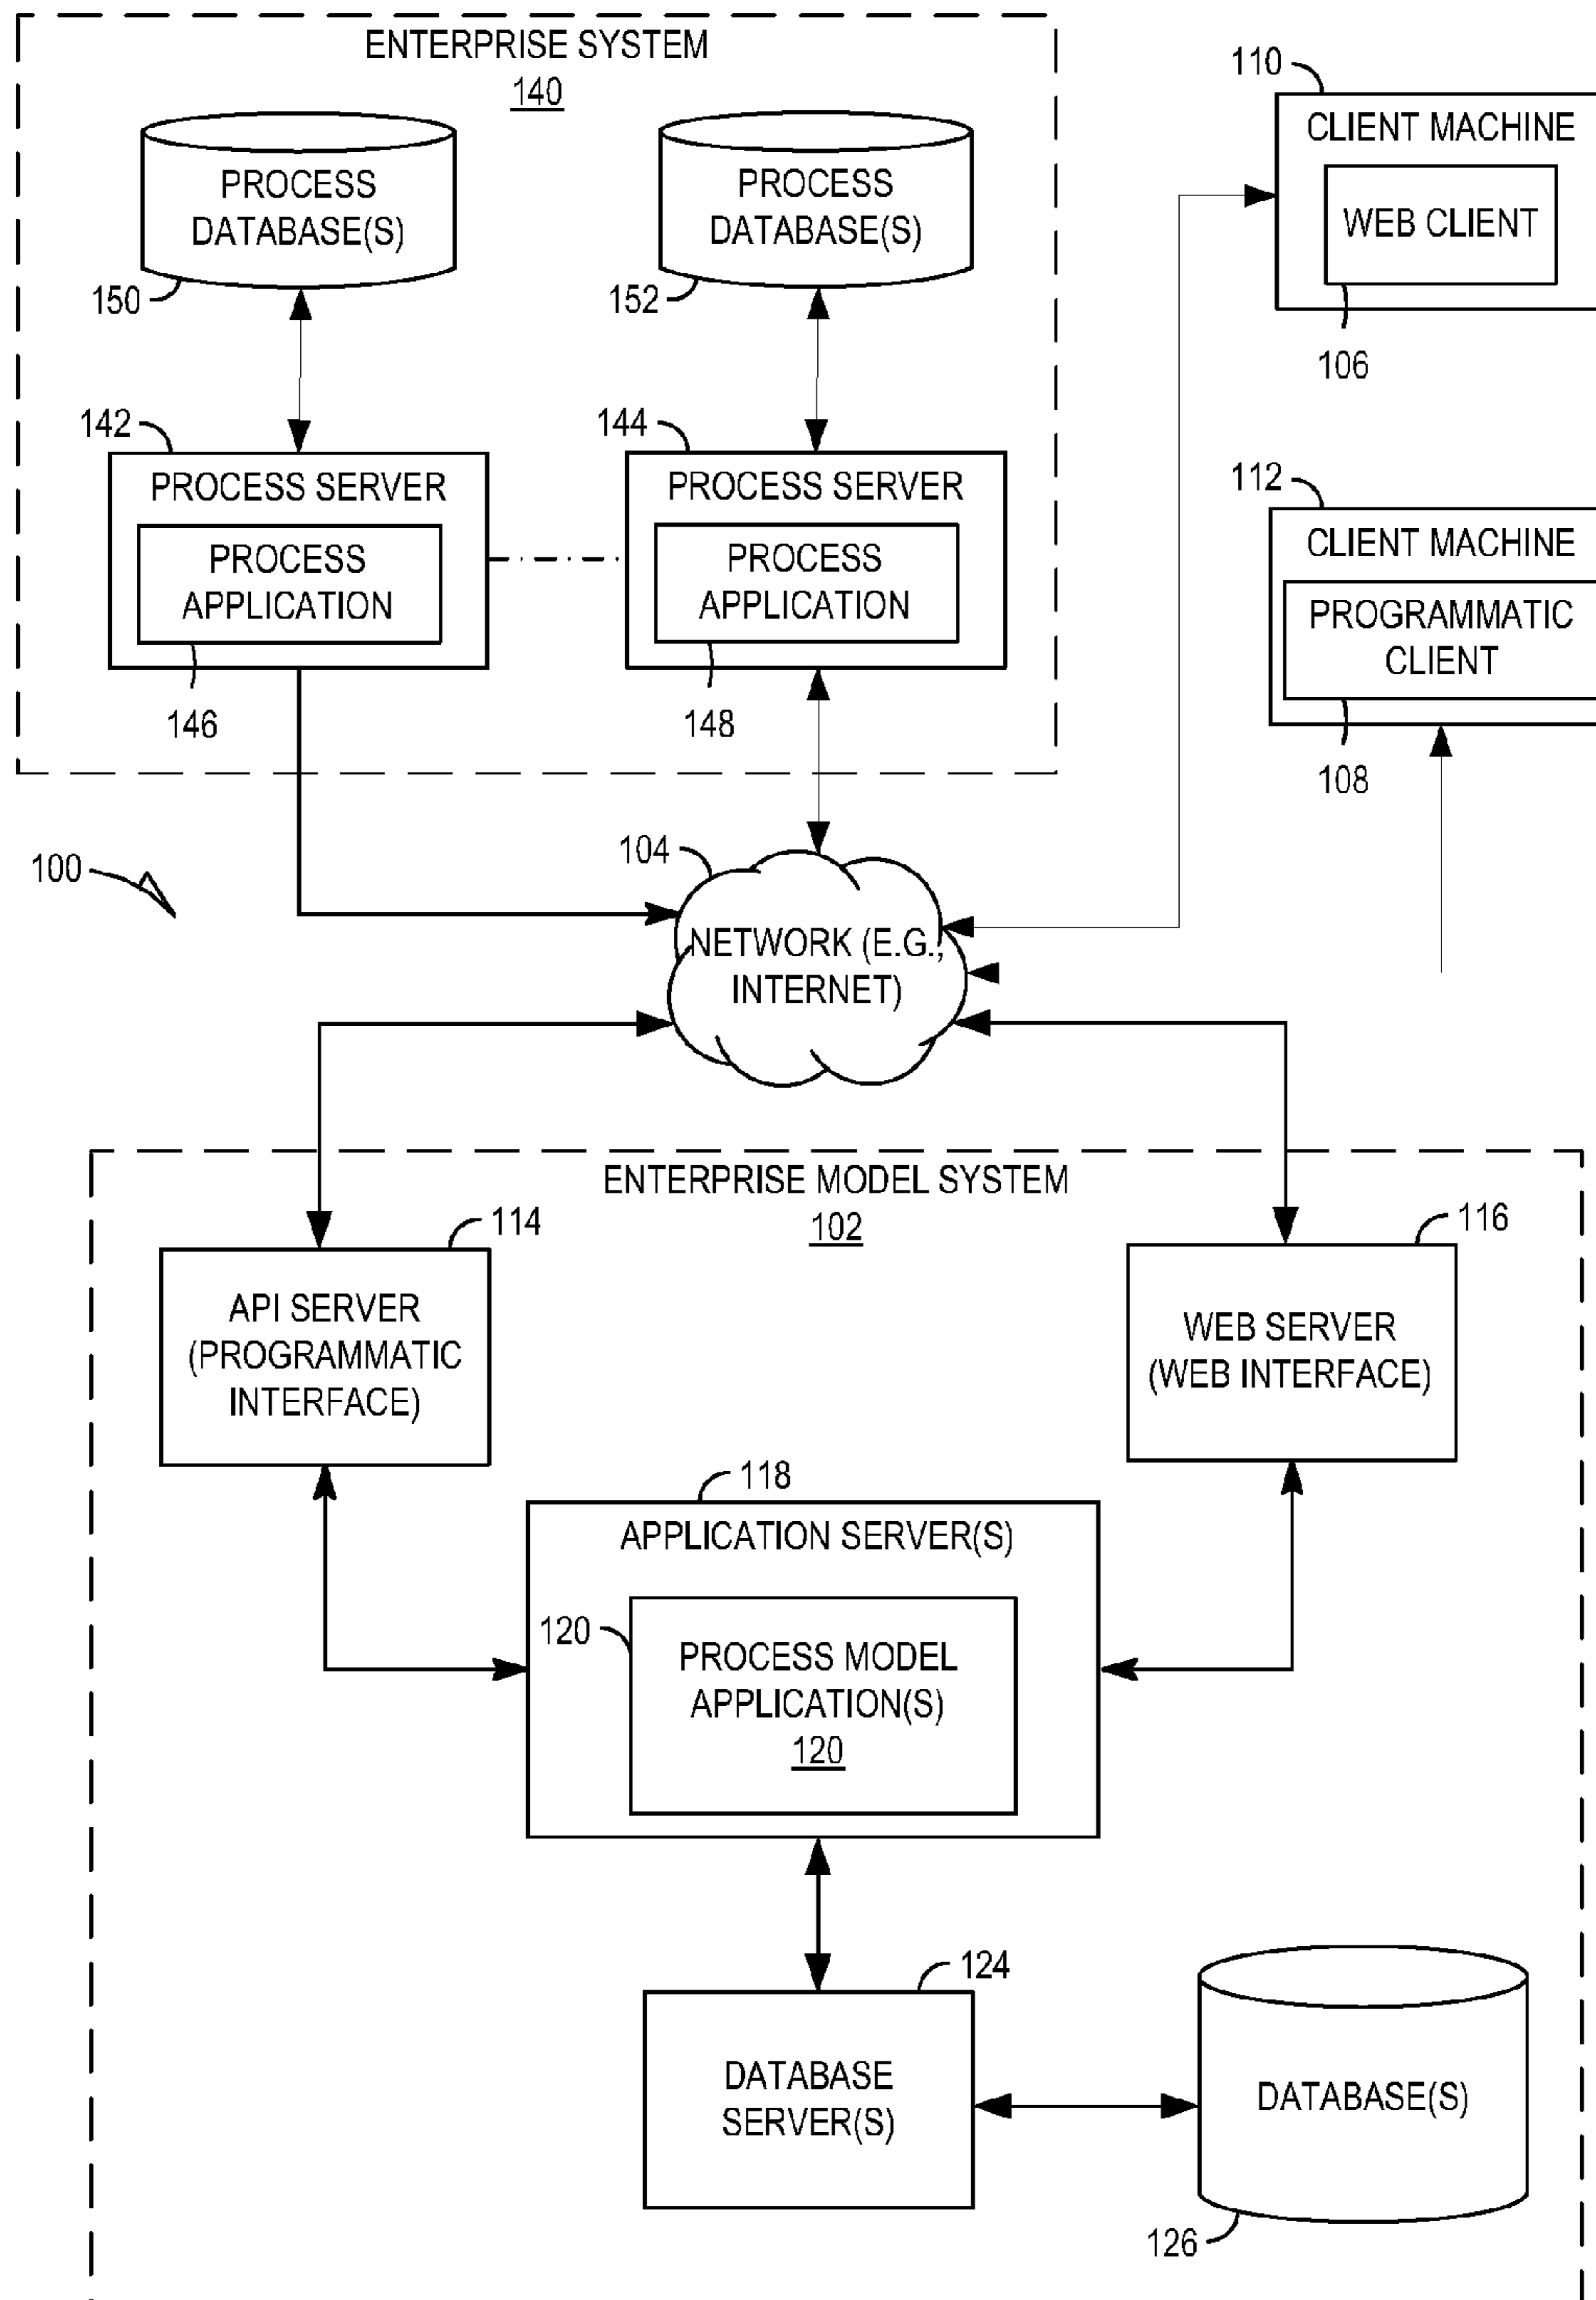 ENTERPRISE SYSTEM
140
PROCESS
DATABASE(S)
150
PROCESS
DATABASE(S)
152
110
CLIENT MACHINE
WEB CLIENT
106
142
PROCESS SERVER
PROCESS
APPLICATION
146
144
PROCESS SERVER
PROCESS
APPLICATION
148
112
CLIENT MACHINE
PROGRAMMATIC
CLIENT
108
100
104
NETWORK (E.G.,
INTERNET)
ENTERPRISE MODEL SYSTEM
102
114
API SERVER
(PROGRAMMATIC
INTERFACE)
116
WEB SERVER
(WEB INTERFACE)
118
APPLICATION SERVER(S)
120
PROCESS MODEL
APPLICATION(S)
120
124
DATABASE
SERVER(S)
DATABASE(S)
126